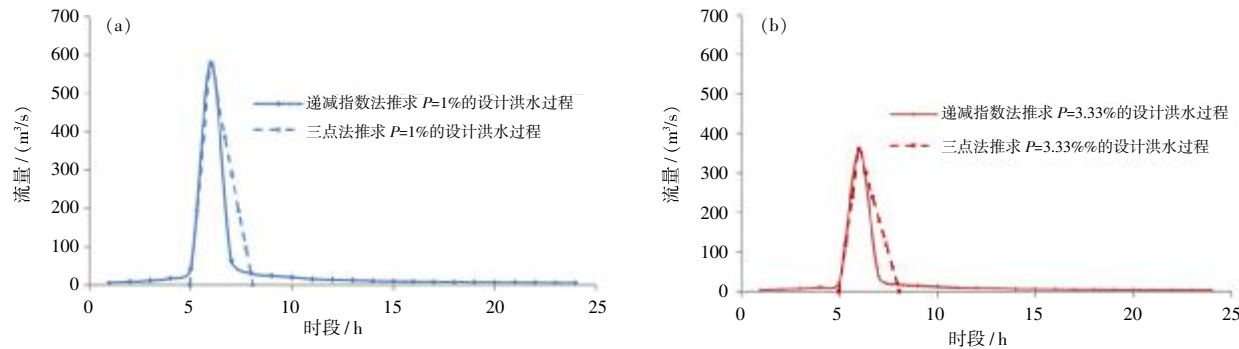 (a)
700
600
500
400
300
200
100
0
流量 / (m³/s)
递减指数法推求 P=1%的设计洪水过程
三点法推求 P=1%的设计洪水过程
0 5 10 15 20 25
时段 / h
(b)
700
600
500
400
300
200
100
0
流量 / (m³/s)
递减指数法推求 P=3.33%的设计洪水过程
三点法推求 P=3.33%%的设计洪水过程
0 5 10 15 20 25
时段 / h